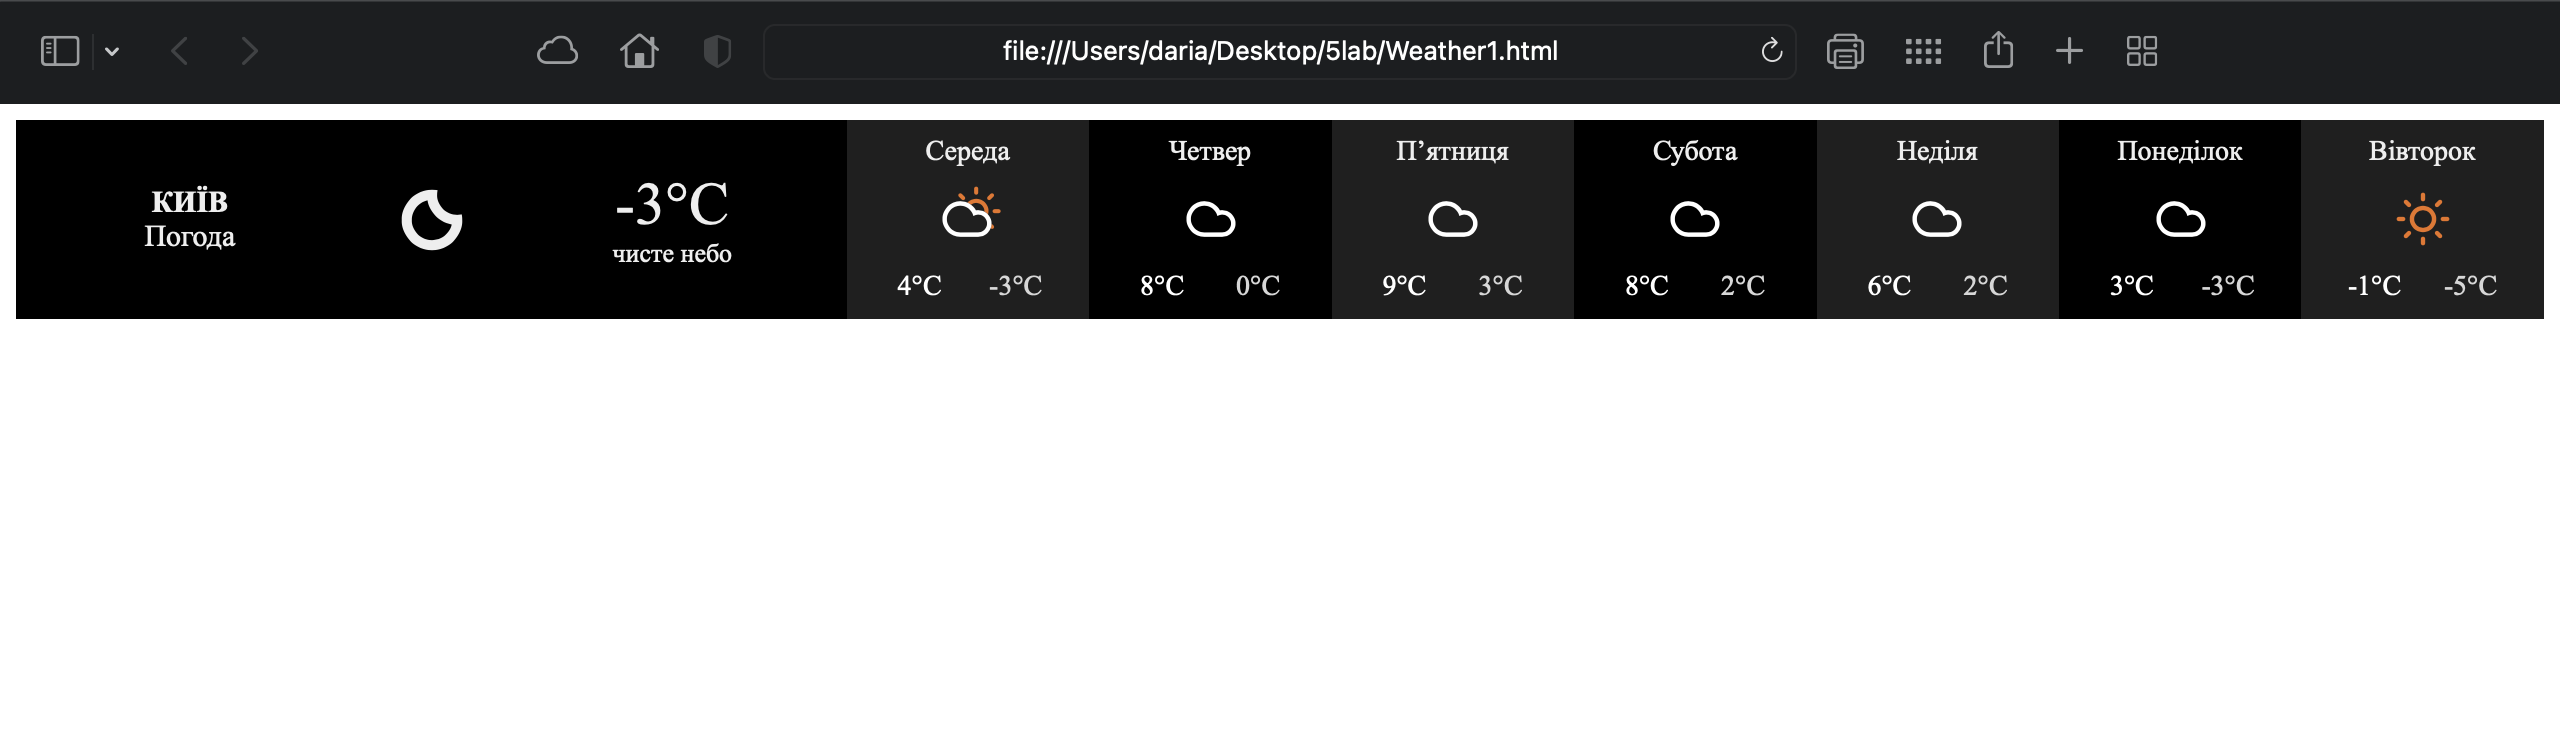 file:///Users/daria/Desktop/5lab/Weather1.html
КИЇВ
Погода
-3°C
чисте небо
Середа
4°C -3°C
Четвер
8°C 0°C
П’ятниця
9°C 3°C
Субота
8°C 2°C
Неділя
6°C 2°C
Понеділок
3°C -3°C
Вівторок
-1°C -5°C